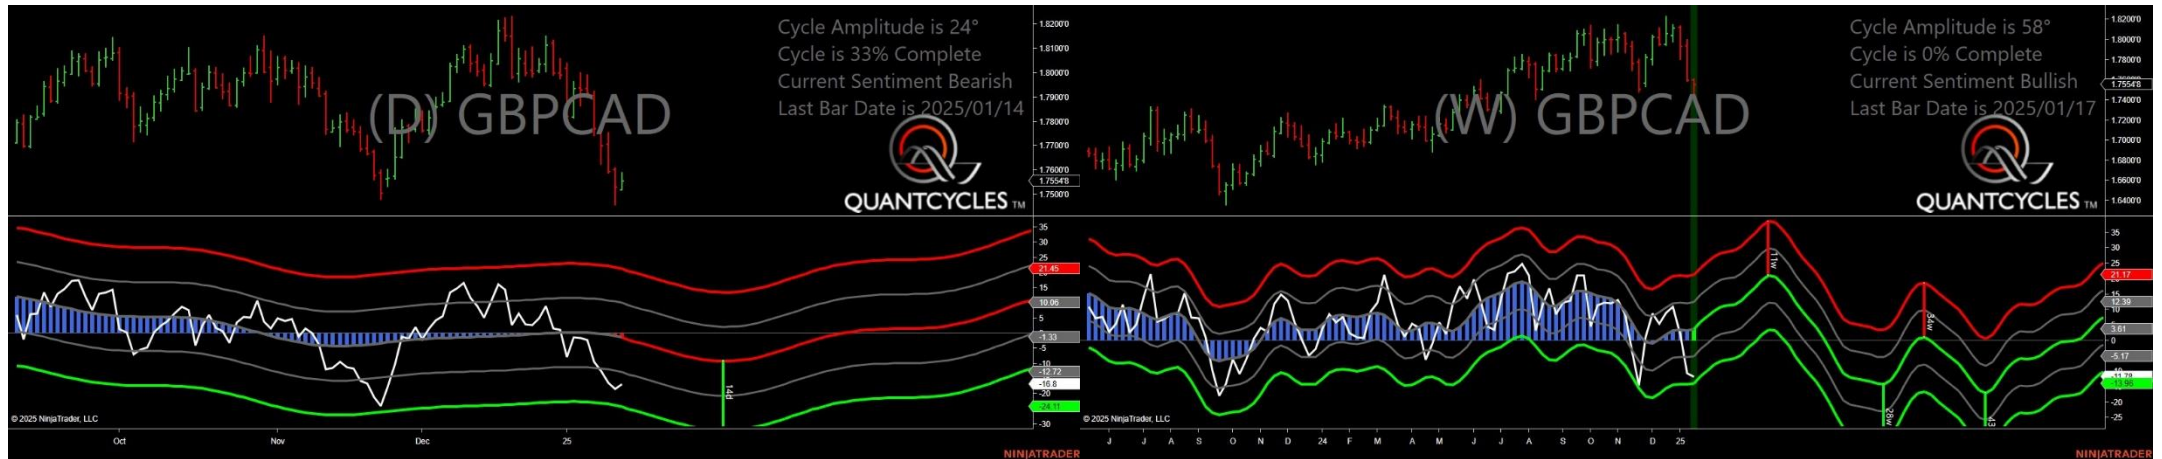 Cycle Amplitude is 24°
Cycle is 33% Complete
Current Sentiment Bearish
Last Bar Date is 2025/01/14
(D) GBPCAD
QUANTCYCLES TM
1.8200'0
1.8100'0
1.8000'0
1.7900'0
1.7800'0
1.7700'0
1.7600'0
1.7554'8
1.7500'0
35
30
25
21.45
15
10.96
5
-1.33
-5
-10
-12.72
-16.8
-20
-24.11
-30
14d
© 2025 NinjaTrader, LLC
Oct
Nov
Dec
25
NINJATRADER
Cycle Amplitude is 58°
Cycle is 0% Complete
Current Sentiment Bullish
Last Bar Date is 2025/01/17
(W) GBPCAD
QUANTCYCLES TM
1.8200'0
1.8000'0
1.7554'8
1.7400'0
1.7200'0
1.7000'0
1.6800'0
1.6600'0
1.6400'0
35
30
25
21.17
15
12.39
5
3.61
0
-5.17
-11.78
-13.96
-20
-25
11w
34w
28w
43
© 2025 NinjaTrader, LLC
J
J
A
S
O
N
D
24
F
M
A
M
J
J
A
S
O
N
D
25
NINJATRADER